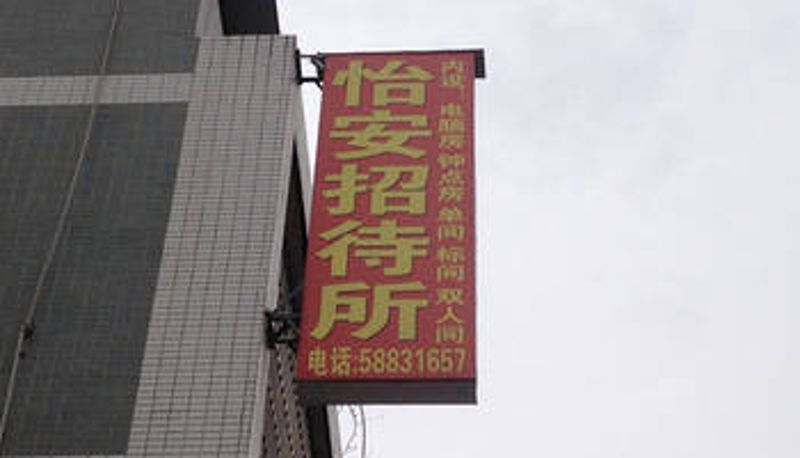 怡安招待所
内设：电脑房 钟点房 单间 标间 双人间
电话:58831657